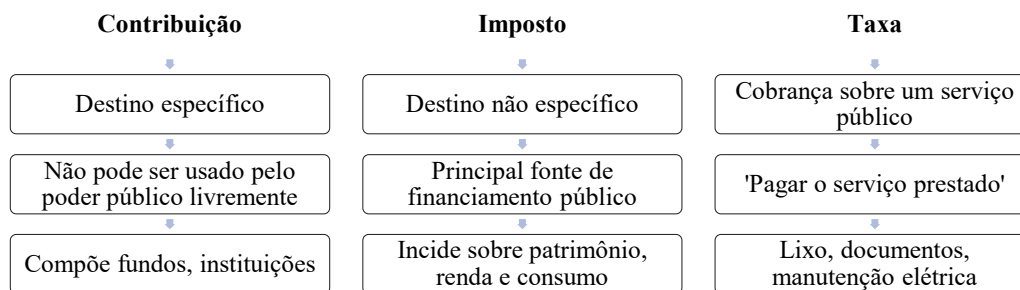 Contribuição
Destino específico
Não pode ser usado pelo
poder público livremente
Compõe fundos, instituições
Imposto
Destino não específico
Principal fonte de
financiamento público
Incide sobre patrimônio,
renda e consumo
Taxa
Cobrança sobre um serviço
público
'Pagar o serviço prestado'
Lixo, documentos,
manutenção elétrica